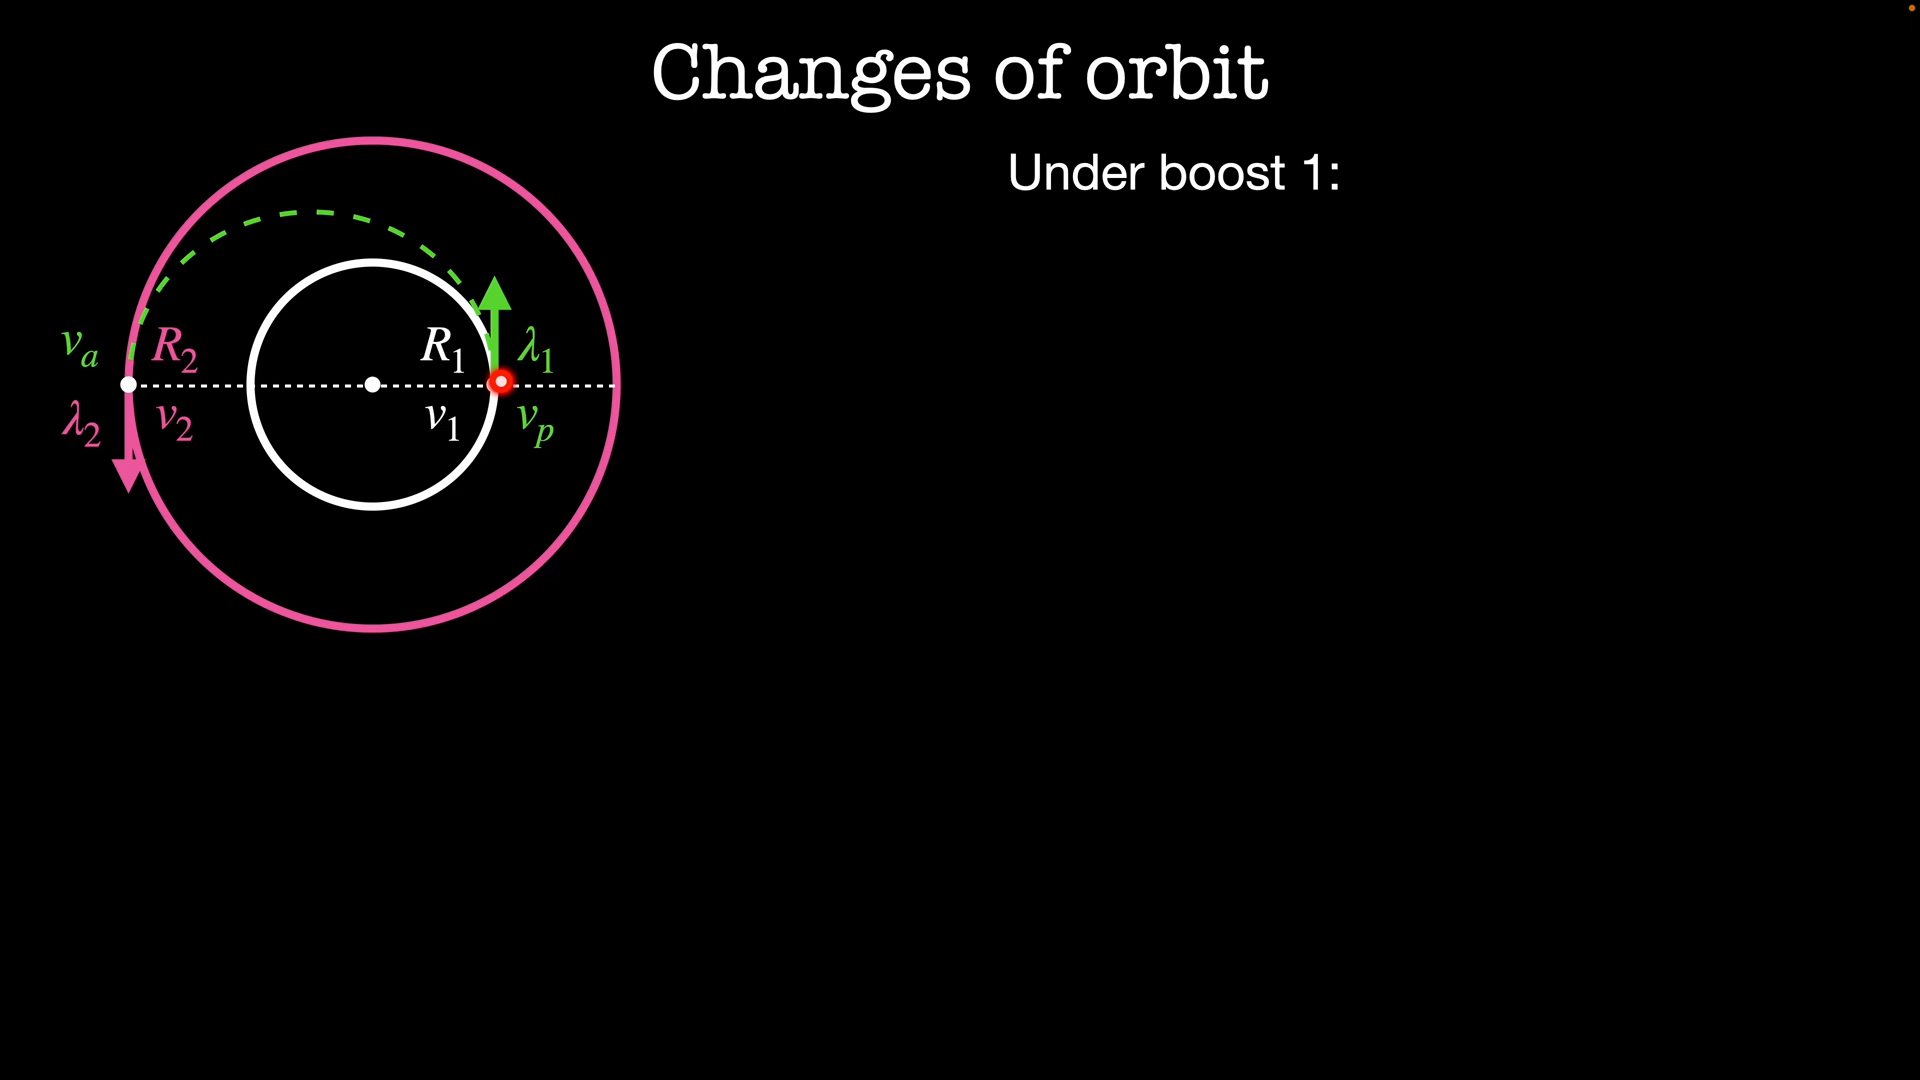 Changes of orbit
Under boost 1:
v_a R_2 R_1 λ_1
λ_2 v_2 v_1 v_p